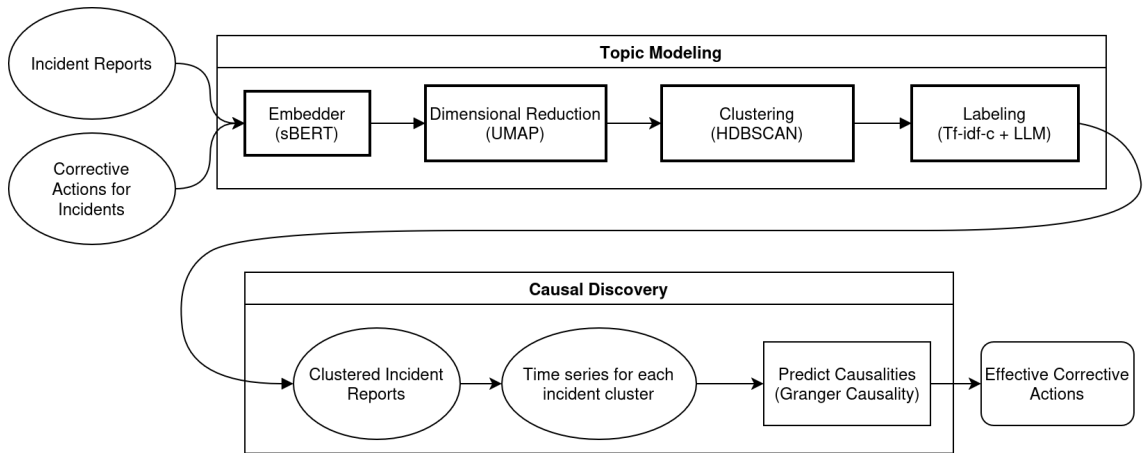 Incident Reports
Corrective
Actions for
Incidents
Topic Modeling
Embedder
(sBERT)
Dimensional Reduction
(UMAP)
Clustering
(HDBSCAN)
Labeling
(Tf-idf-c + LLM)
Causal Discovery
Clustered Incident
Reports
Time series for each
incident cluster
Predict Causalities
(Granger Causality)
Effective Corrective
Actions